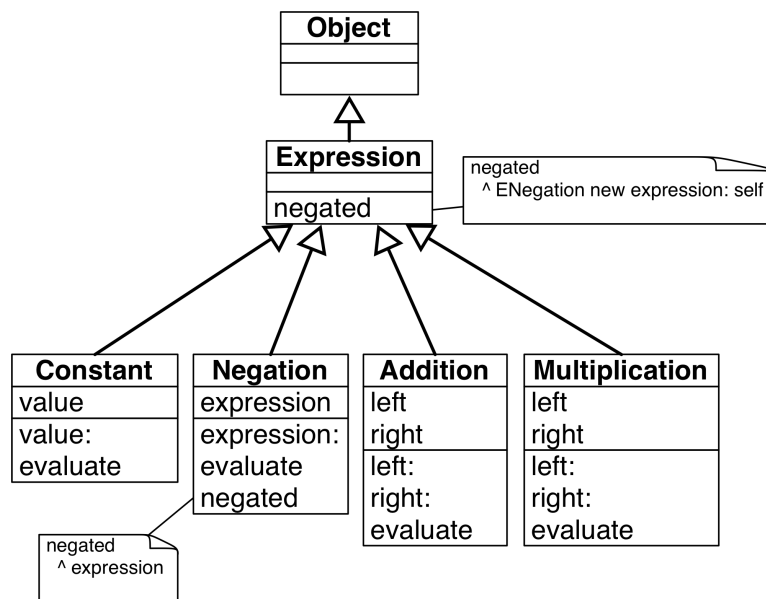 Object
Expression
negated
negated
^ ENegation new expression: self
Constant
value
value:
evaluate
Negation
expression
expression:
evaluate
negated
Addition
left
right
left:
right:
evaluate
Multiplication
left
right
left:
right:
evaluate
negated
^ expression